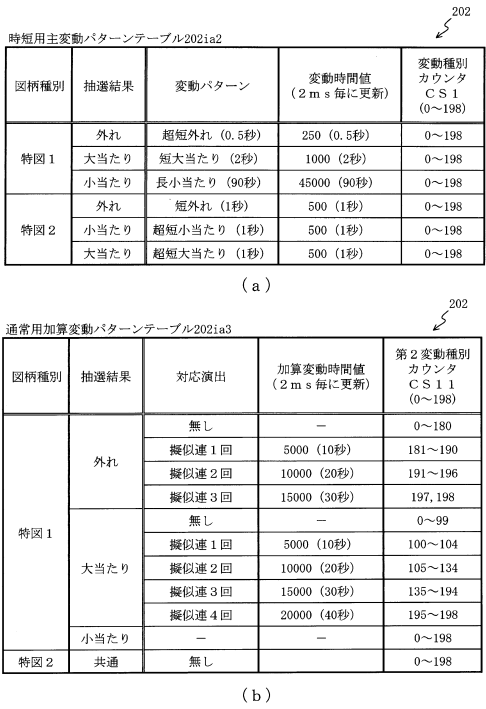 202
時短用主変動パターンテーブル202ia2
図柄種別 抽選結果 変動パターン 変動時間値（2ms毎に更新） 変動種別カウンタCS1（0～198）
特図1 外れ 超短外れ（0.5秒） 250（0.5秒） 0～198
大当たり 短大当たり（2秒） 1000（2秒） 0～198
小当たり 長小当たり（90秒） 45000（90秒） 0～198
特図2 外れ 短外れ（1秒） 500（1秒） 0～198
小当たり 超短小当たり（1秒） 500（1秒） 0～198
大当たり 超短大当たり（1秒） 500（1秒） 0～198
（a）
202
通常用加算変動パターンテーブル202ia3
図柄種別 抽選結果 対応演出 加算変動時間値（2ms毎に更新） 第2変動種別カウンタCS11（0～198）
特図1 外れ 無し － 0～180
擬似連1回 5000（10秒） 181～190
擬似連2回 10000（20秒） 191～196
擬似連3回 15000（30秒） 197,198
大当たり 無し － 0～99
擬似連1回 5000（10秒） 100～104
擬似連2回 10000（20秒） 105～134
擬似連3回 15000（30秒） 135～194
擬似連4回 20000（40秒） 195～198
小当たり － － 0～198
特図2 共通 無し 0～198
（b）